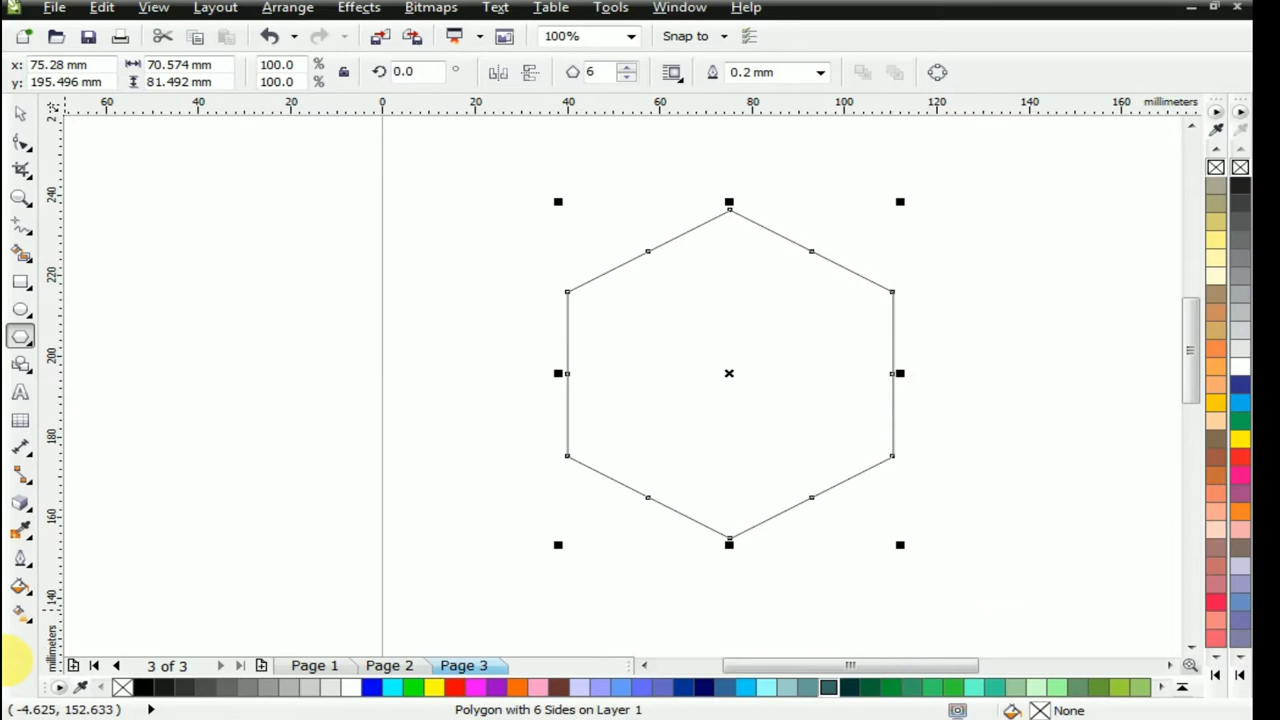 File Edit View Layout Arrange Effects Bitmaps Text Table Tools Window Help
100% Snap to
x: 75.28 mm 70.574 mm 100.0 % 0.0 ° 6 0.2 mm
y: 195.496 mm 81.492 mm 100.0 %
60 40 20 0 20 40 60 80 100 120 140 160 millimeters
240
220
200
180
160
140
millimeters
3 of 3 Page 1 Page 2 Page 3
( -4.625, 152.633 ) Polygon with 6 Sides on Layer 1 None